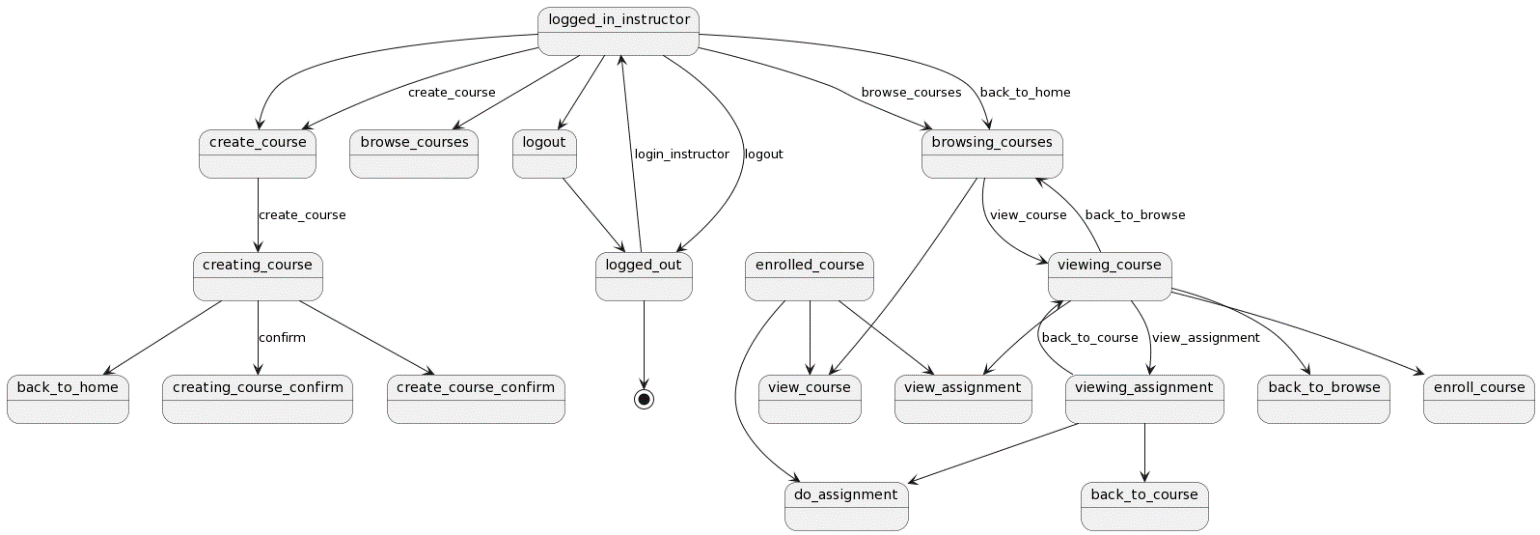 logged_in_instructor
create_course
browse_courses
back_to_home
create_course
browse_courses
logout
login_instructor
logout
browsing_courses
create_course
view_course
back_to_browse
creating_course
logged_out
enrolled_course
viewing_course
confirm
back_to_course
view_assignment
back_to_home
creating_course_confirm
create_course_confirm
view_course
view_assignment
viewing_assignment
back_to_browse
enroll_course
do_assignment
back_to_course